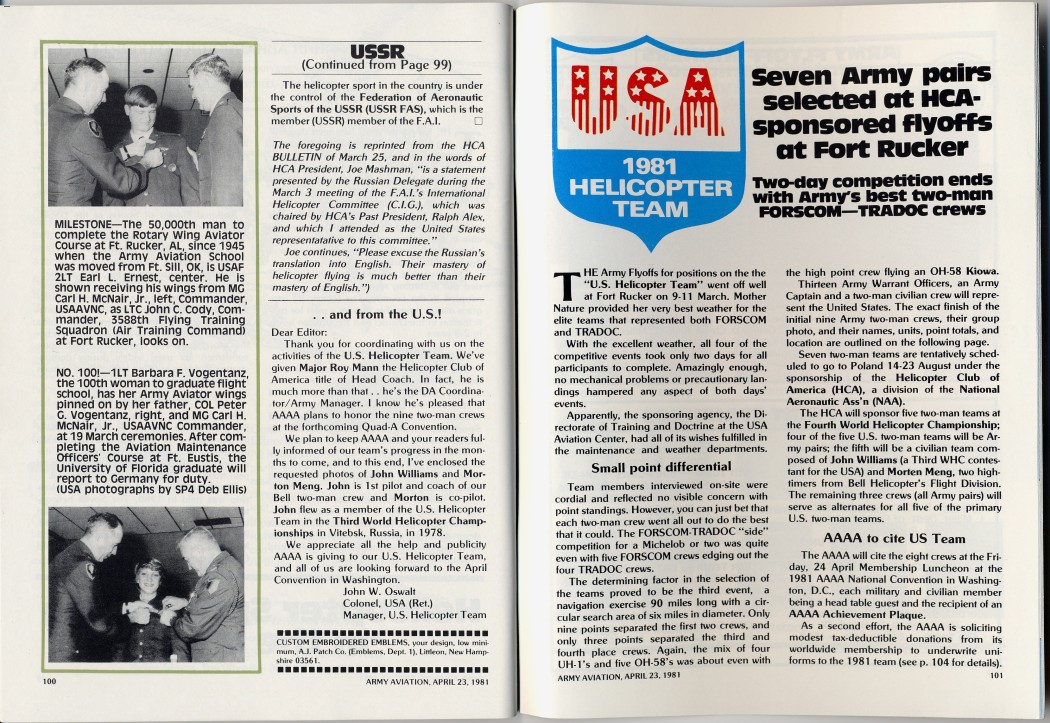 MILESTONE—The 50,000th man to
complete the Rotary Wing Aviator
Course at Ft. Rucker, AL, since 1945
when the Army Aviation School
was moved from Ft. Sill, OK, is USAF
2LT Earl L. Ernest, center. He is
shown receiving his wings from MG
Carl H. McNair, Jr., left, Commander,
USAAVNC, as LTC John C. Cody, Com-
mander, 3588th Flying Training
Squadron (Air Training Command)
at Fort Rucker, looks on.
NO. 100!—1LT Barbara F. Vogentanz,
the 100th woman to graduate flight
school, has her Army Aviator wings
pinned on by her father, COL Peter
G. Vogentanz, right, and MG Carl H.
McNair, Jr., USAAVNC Commander,
at 19 March ceremonies. After com-
pleting the Aviation Maintenance
Officers' Course at Ft. Eustis, the
University of Florida graduate will
report to Germany for duty.
(USA photographs by SP4 Deb Ellis)
100
USSR
(Continued from Page 99)
The helicopter sport in the country is under
the control of the Federation of Aeronautic
Sports of the USSR (USSR FAS), which is the
member (USSR) member of the F.A.I. □
The foregoing is reprinted from the HCA
BULLETIN of March 25, and in the words of
HCA President, Joe Mashman, "is a statement
presented by the Russian Delegate during the
March 3 meeting of the F.A.I.'s International
Helicopter Committee (C.I.G.), which was
chaired by HCA's Past President, Ralph Alex,
and which I attended as the United States
representatative to this committee."
Joe continues, "Please excuse the Russian's
translation into English. Their mastery of
helicopter flying is much better than their
mastery of English.")
. . and from the U.S.!
Dear Editor:
Thank you for coordinating with us on the
activities of the U.S. Helicopter Team. We've
given Major Roy Mann the Helicopter Club of
America title of Head Coach. In fact, he is
much more than that . . he's the DA Coordina-
tor/Army Manager. I know he's pleased that
AAAA plans to honor the nine two-man crews
at the forthcoming Quad-A Convention.
We plan to keep AAAA and your readers ful-
ly informed of our team's progress in the mon-
ths to come, and to this end, I've enclosed the
requested photos of John Williams and Mor-
ton Meng. John is 1st pilot and coach of our
Bell two-man crew and Morton is co-pilot.
John flew as a member of the U.S. Helicopter
Team in the Third World Helicopter Champ-
ionships in Vitebsk, Russia, in 1978.
We appreciate all the help and publicity
AAAA is giving to our U.S. Helicopter Team,
and all of us are looking forward to the April
Convention in Washington.
John W. Oswalt
Colonel, USA (Ret.)
Manager, U.S. Helicopter Team
CUSTOM EMBROIDERED EMBLEMS, your design, low mini-
mum, A.J. Patch Co. (Emblems, Dept. 1), Littleon, New Hamp-
shire 03561.
ARMY AVIATION, APRIL 23, 1981
USA
1981
HELICOPTER
TEAM
Seven Army pairs
selected at HCA-
sponsored flyoffs
at Fort Rucker
Two-day competition ends
with Army's best two-man
FORSCOM—TRADOC crews
THE Army Flyoffs for positions on the the
"U.S. Helicopter Team" went off well
at Fort Rucker on 9-11 March. Mother
Nature provided her very best weather for the
elite teams that represented both FORSCOM
and TRADOC.
With the excellent weather, all four of the
competitive events took only two days for all
participants to complete. Amazingly enough,
no mechanical problems or precautionary lan-
dings hampered any aspect of both days'
events.
Apparently, the sponsoring agency, the Di-
rectorate of Training and Doctrine at the USA
Aviation Center, had all of its wishes fulfilled in
the maintenance and weather departments.
Small point differential
Team members interviewed on-site were
cordial and reflected no visible concern with
point standings. However, you can just bet that
each two-man crew went all out to do the best
that it could. The FORSCOM-TRADOC "side"
competition for a Michelob or two was quite
even with five FORSCOM crews edging out the
four TRADOC crews.
The determining factor in the selection of
the teams proved to be the third event, a
navigation exercise 90 miles long with a cir-
cular search area of six miles in diameter. Only
nine points separated the first two crews, and
only three points separated the third and
fourth place crews. Again, the mix of four
UH-1's and five OH-58's was about even with
ARMY AVIATION, APRIL 23, 1981
the high point crew flying an OH-58 Kiowa.
Thirteen Army Warrant Officers, an Army
Captain and a two-man civilian crew will repre-
sent the United States. The exact finish of the
initial nine Army two-man crews, their group
photo, and their names, units, point totals, and
location are outlined on the following page.
Seven two-man teams are tentatively sched-
uled to go to Poland 14-23 August under the
sponsorship of the Helicopter Club of
America (HCA), a division of the National
Aeronautic Ass'n (NAA).
The HCA will sponsor five two-man teams at
the Fourth World Helicopter Championship;
four of the five U.S. two-man teams will be Ar-
my pairs; the fifth will be a civilian team com-
posed of John Williams (a Third WHC contes-
tant for the USA) and Morten Meng, two high-
timers from Bell Helicopter's Flight Division.
The remaining three crews (all Army pairs) will
serve as alternates for all five of the primary
U.S. two-man teams.
AAAA to cite US Team
The AAAA will cite the eight crews at the Fri-
day, 24 April Membership Luncheon at the
1981 AAAA National Convention in Washing-
ton, D.C., each military and civilian member
being a head table guest and the recipient of an
AAAA Achievement Plaque.
As a second effort, the AAAA is soliciting
modest tax-deductible donations from its
worldwide membership to underwrite uni-
forms to the 1981 team (see p. 104 for details).
101